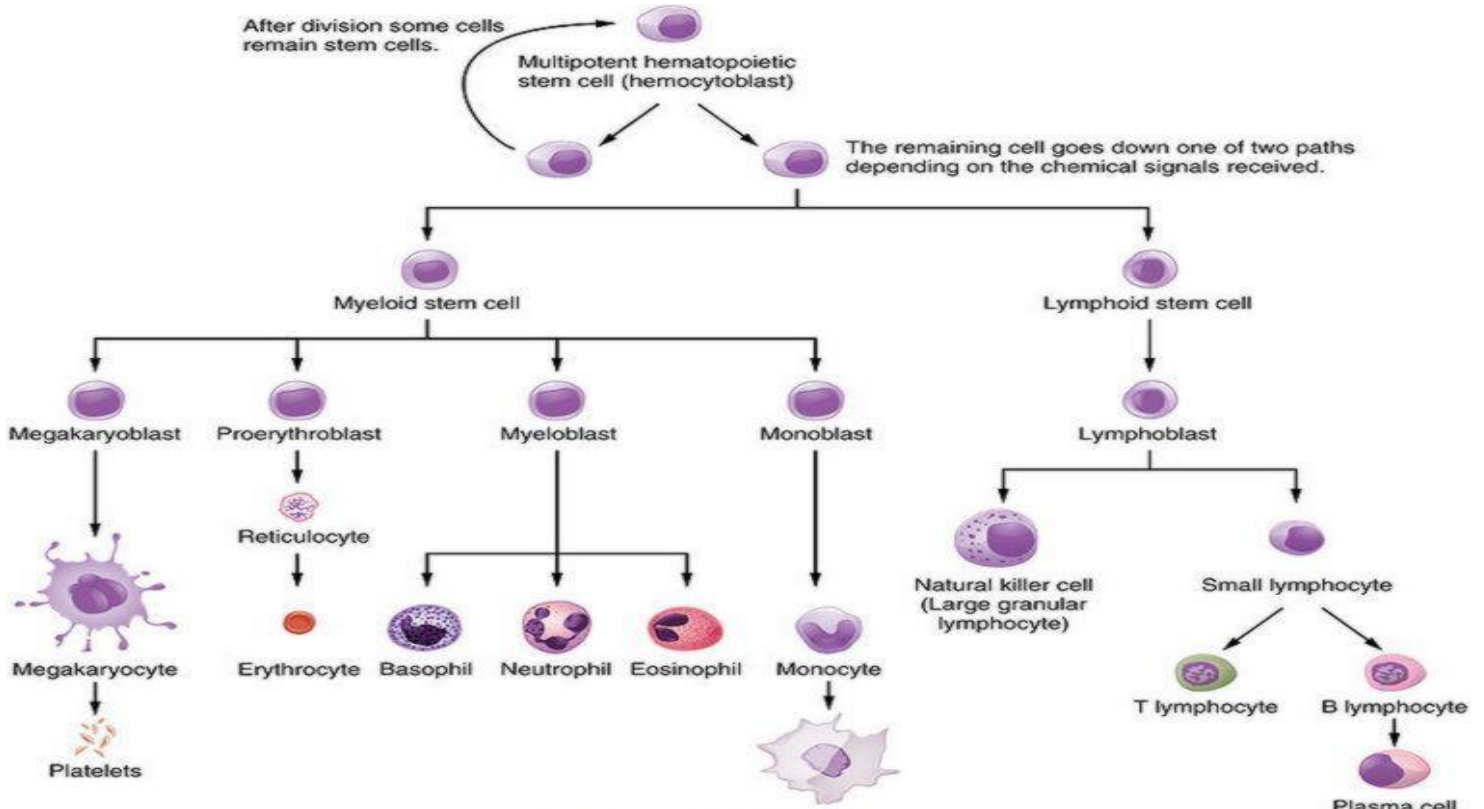 After division some cells
remain stem cells.
Multipotent hematopoietic
stem cell (hemocytoblast)
The remaining cell goes down one of two paths
depending on the chemical signals received.
Myeloid stem cell
Lymphoid stem cell
Megakaryoblast
Proerythroblast
Myeloblast
Monoblast
Lymphoblast
Reticulocyte
Natural killer cell
(Large granular
lymphocyte)
Small lymphocyte
Megakaryocyte
Erythrocyte
Basophil
Neutrophil
Eosinophil
Monocyte
T lymphocyte
B lymphocyte
Platelets
Plasma cell